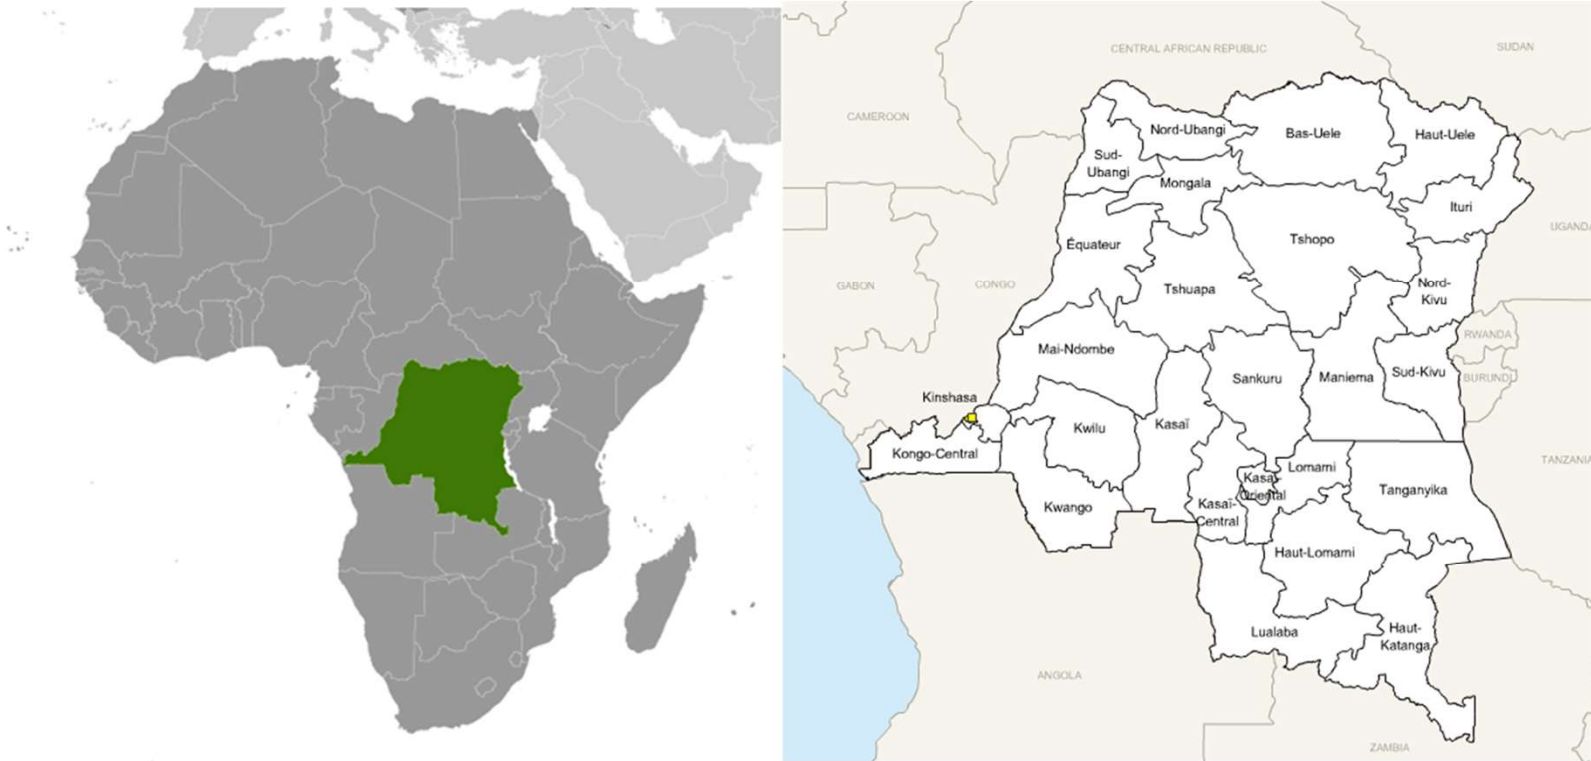 CENTRAL AFRICAN REPUBLIC
SUDAN
CAMEROON
Nord-Ubangi
Bas-Uele
Haut-Uele
Sud-
Ubangi
Mongala
Ituri
UGANDA
Équateur
Tshopo
GABON
CONGO
Tshuapa
Nord-
Kivu
RWANDA
Mai-Ndombe
Sankuru
Maniema
Sud-Kivu
BURUNDI
Kinshasa
Kwilu
Kasaï
Kongo-Central
Lomami
TANZANIA
Kasaï-
Oriental
Tanganyika
Kwango
Kasaï-
Central
Haut-Lomami
Lualaba
Haut-
Katanga
ANGOLA
ZAMBIA